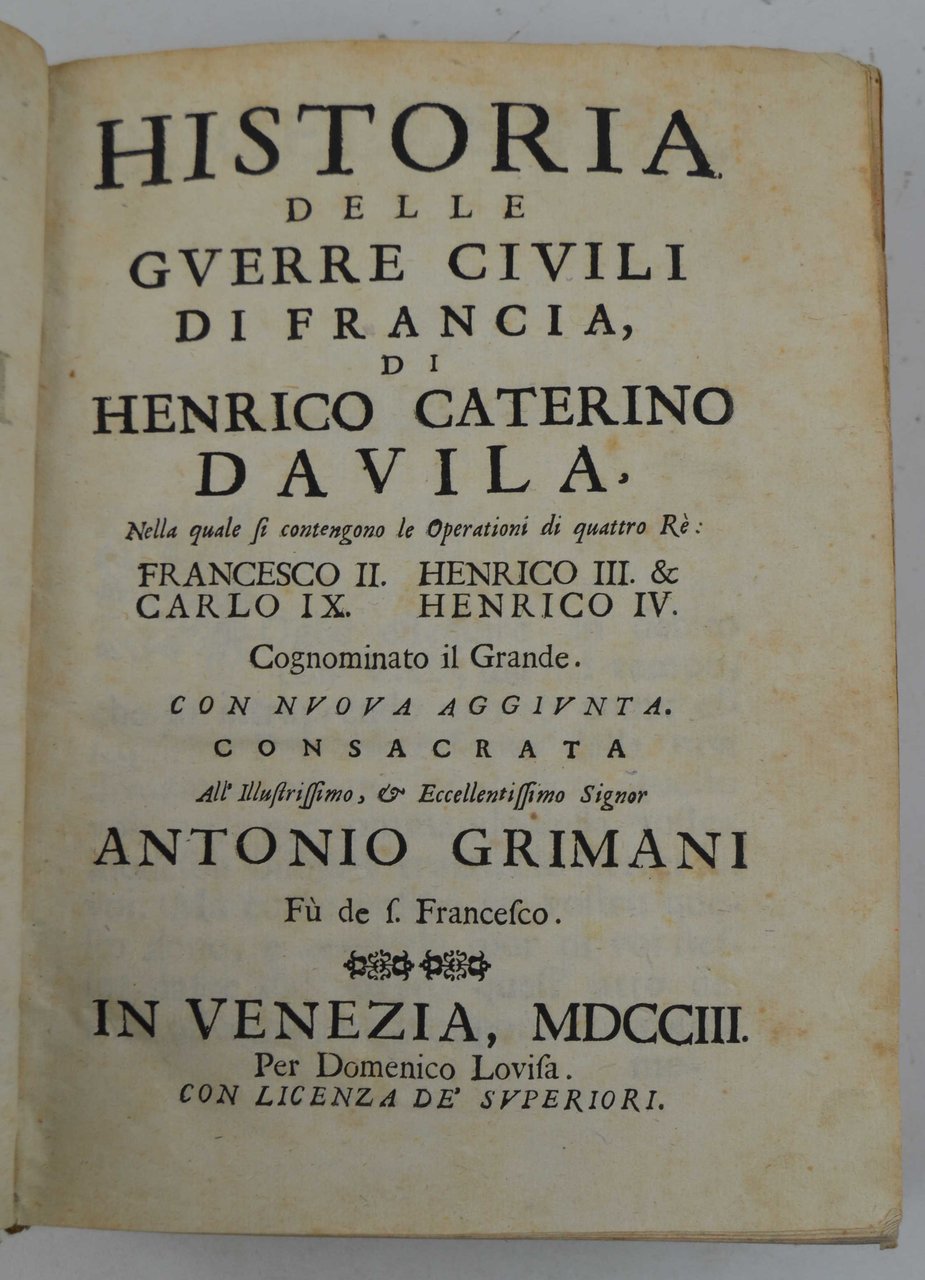 HISTORIA
DELLE
GVERRE CIVILI
DI FRANCIA,
DI
HENRICO CATERINO
DAVILA,
Nella quale ſi contengono le Operationi di quattro Rè:
FRANCESCO II. HENRICO III. &
CARLO IX. HENRICO IV.
Cognominato il Grande.
CON NVOVA AGGIVNTA.
CONSACRATA
All' Illuſtriſſimo, & Eccellentiſſimo Signor
ANTONIO GRIMANI
Fù de ſ. Franceſco.
IN VENEZIA, MDCCIII.
Per Domenico Loviſa.
CON LICENZA DE' SVPERIORI.